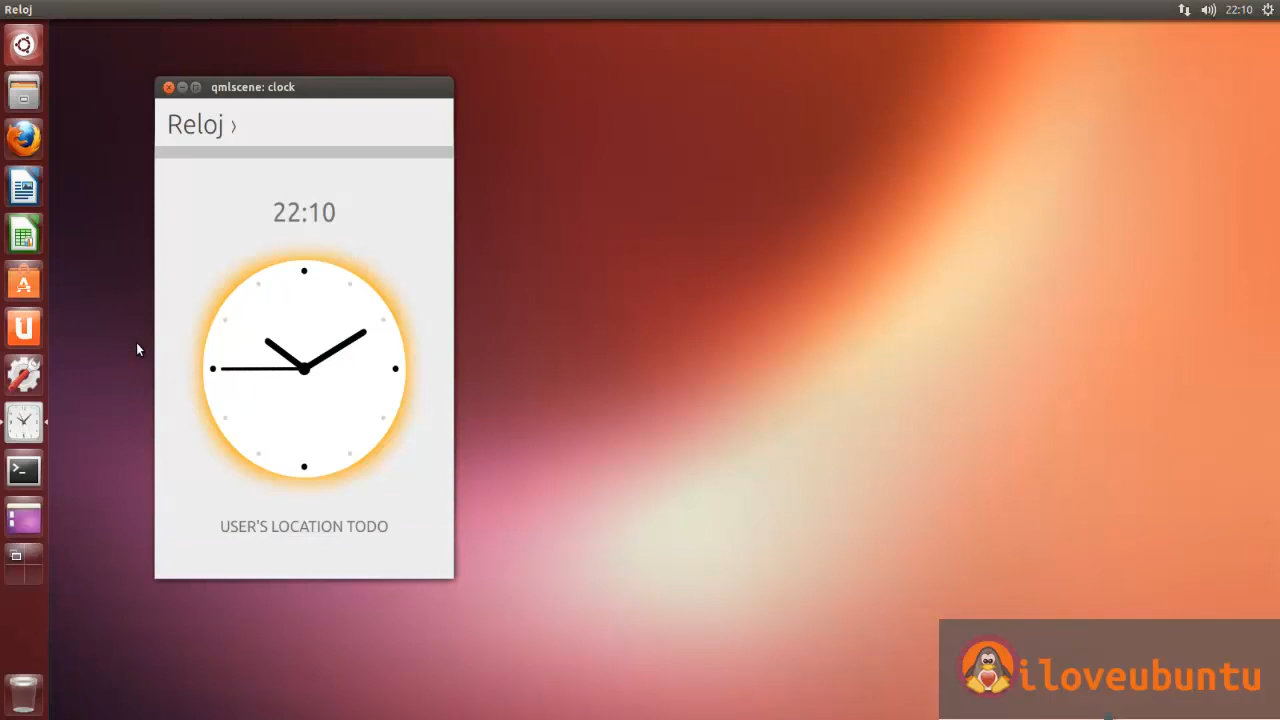 Reloj
22:10
qmlscene: clock
Reloj ›
22:10
USER'S LOCATION TODO
iloveubuntu